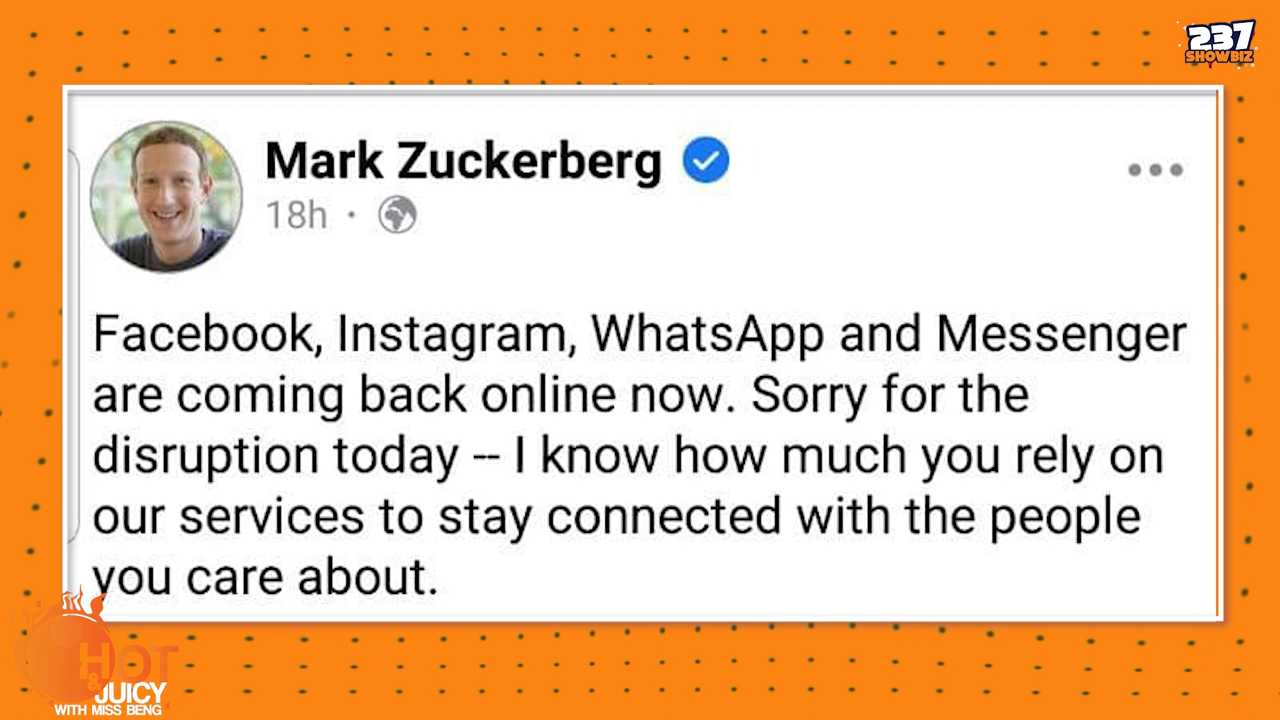 237
SHOWBIZ
Mark Zuckerberg
18h ·
Facebook, Instagram, WhatsApp and Messenger
are coming back online now. Sorry for the
disruption today -- I know how much you rely on
our services to stay connected with the people
you care about.
HOT
& JUICY
WITH MISS BENG